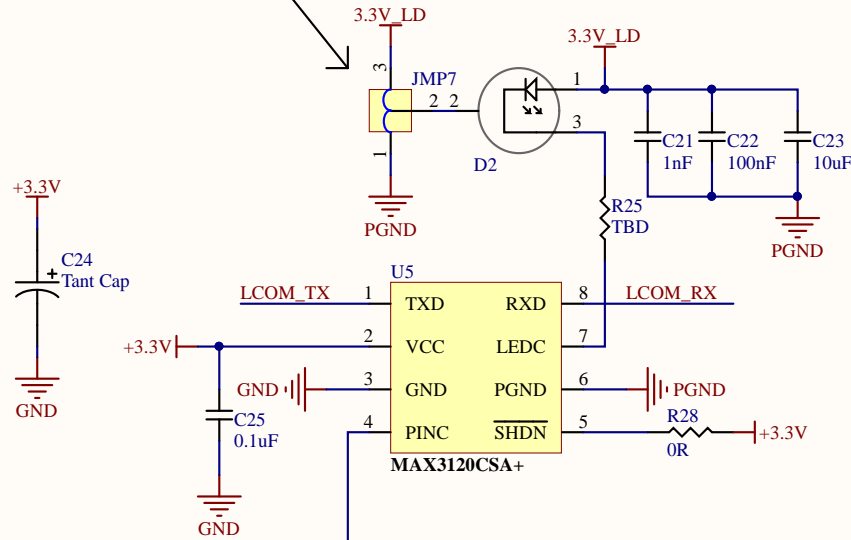 3.3V_LD
3.3V_LD
3
JMP7
1
2 2
3
D2
1
PGND
C21
1nF
C22
100nF
C23
10uF
PGND
R25
TBD
+3.3V
C24
+
Tant Cap
GND
U5
LCOM_TX
1
TXD
RXD
8
LCOM_RX
+3.3V
2
VCC
LEDC
7
GND
3
GND
PGND
6
PGND
4
PINC
SHDN
5
R28
0R
+3.3V
MAX3120CSA+
C25
0.1uF
GND